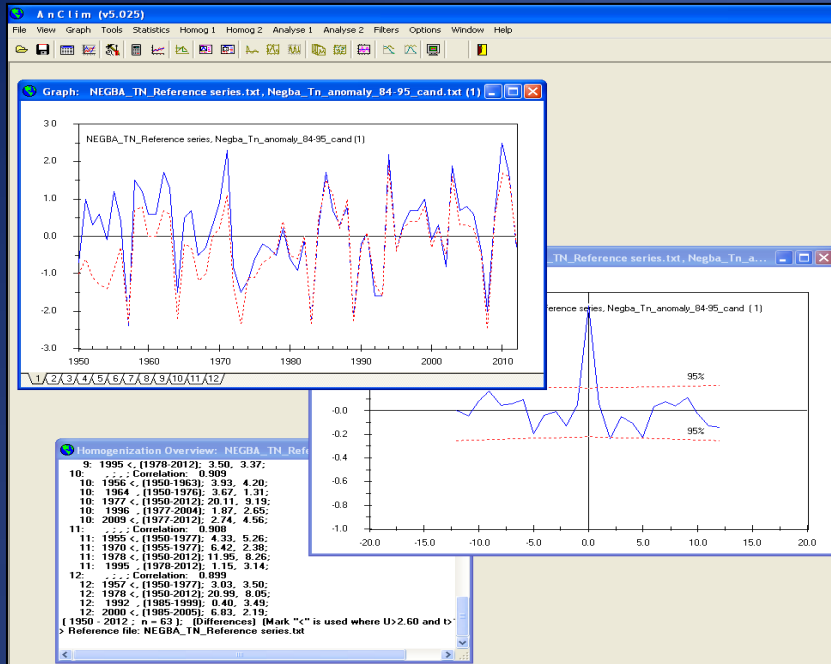 AnClim (v5.025)
File View Graph Tools Statistics Homog 1 Homog 2 Analyse 1 Analyse 2 Filters Options Window Help
Graph: NEGBA_TN_Reference series.txt, Negba_Tn_anomaly_84-95_cand.txt (1)
NEGBA_TN_Reference series, Negba_Tn_anomaly_84-95_cand (1)
3.0
2.0
1.0
0.0
-1.0
-2.0
-3.0
1950 1960 1970 1980 1990 2000 2010
1 2 3 4 5 6 7 8 9 10 11 12
_TN_Reference series.txt, Negba_Tn_a...
ference series, Negba_Tn_anomaly_84-95_cand (1)
95%
-0.0
95%
-0.2
-0.4
-0.6
-0.8
-1.0
-20.0 -15.0 -10.0 -5.0 0.0 5.0 10.0 15.0 20.0
Homogenization Overview: NEGBA_TN_Ref
9: 1995 <, (1978-2012); 3.50, 3.37;
10: , ; , ; Correlation: 0.909
10: 1956 <, (1950-1963); 3.93, 4.20;
10: 1964 , (1950-1976); 3.67, 1.31;
10: 1977 <, (1950-2012); 20.11, 9.19;
10: 1996 , (1977-2004); 1.87, 2.65;
10: 2009 <, (1977-2012); 2.74, 4.56;
11: , ; , ; Correlation: 0.908
11: 1955 <, (1950-1977); 4.33, 5.26;
11: 1970 <, (1955-1977); 6.42, 2.38;
11: 1978 <, (1950-2012); 11.95, 8.26;
11: 1995 , (1978-2012); 1.15, 3.14;
12: , ; , ; Correlation: 0.899
12: 1957 <, (1950-1977); 3.03, 3.50;
12: 1978 <, (1950-2012); 20.99, 8.05;
12: 1992 , (1985-1999); 0.40, 3.49;
12: 2000 <, (1985-2005); 6.83, 2.19;
( 1950 - 2012 ; n = 63 ); (Differences) (Mark "<" is used where U>2.60 and t>
> Reference file: NEGBA_TN_Reference series.txt